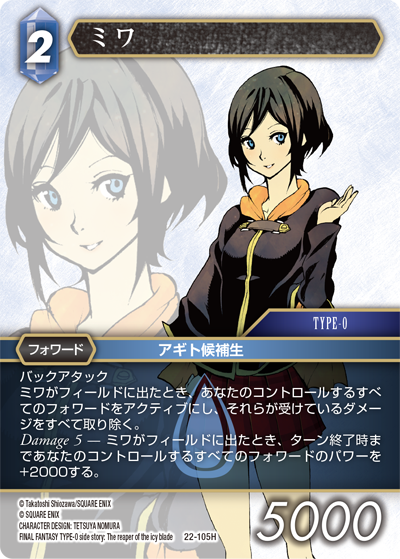 2
ミワ
TYPE-0
フォワード
アギト候補生
バックアタック
ミワがフィールドに出たとき、あなたのコントロールするすべ
てのフォワードをアクティブにし、それらが受けているダメー
ジをすべて取り除く。
Damage 5 — ミワがフィールドに出たとき、ターン終了時ま
であなたのコントロールするすべてのフォワードのパワーを
+2000する。
© Takatoshi Shiozawa/SQUARE ENIX
© SQUARE ENIX
CHARACTER DESIGN: TETSUYA NOMURA
FINAL FANTASY TYPE-0 side story: The reaper of the icy blade
22-105H
5000